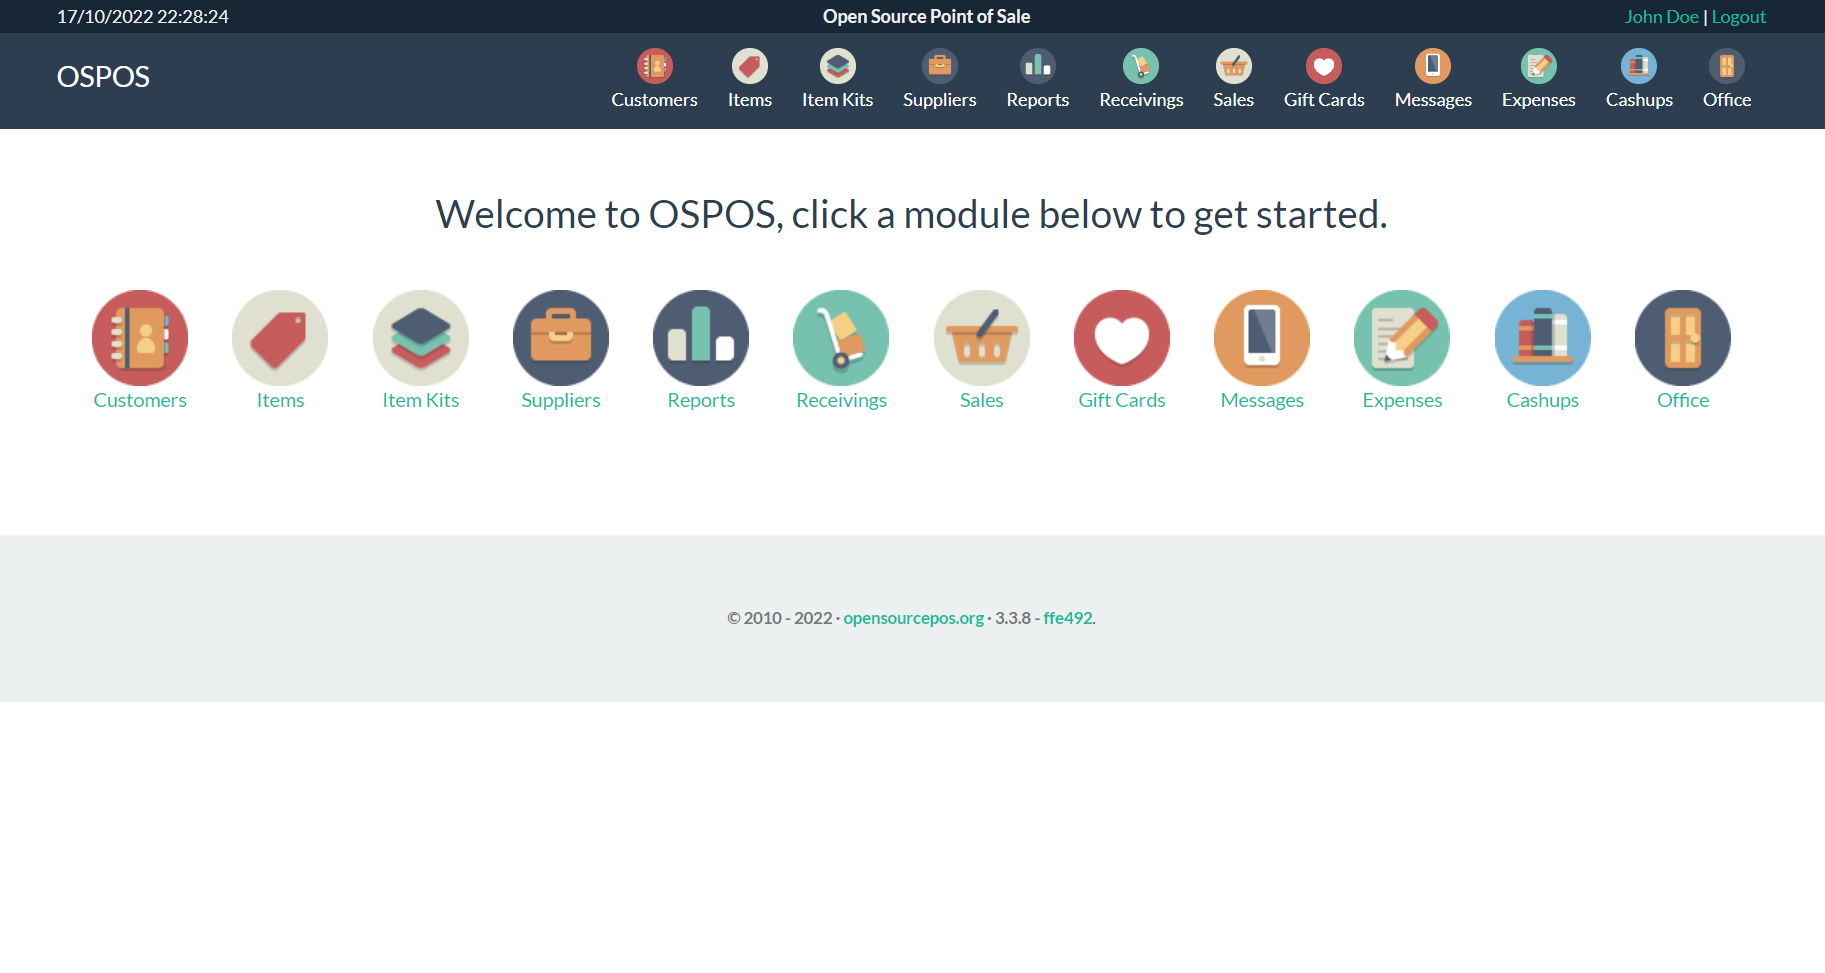 17/10/2022 22:28:24 Open Source Point of Sale John Doe | Logout
OSPOS
Customers Items Item Kits Suppliers Reports Receivings Sales Gift Cards Messages Expenses Cashups Office
Welcome to OSPOS, click a module below to get started.
Customers Items Item Kits Suppliers Reports Receivings Sales Gift Cards Messages Expenses Cashups Office
© 2010 - 2022 · opensourcepos.org · 3.3.8 - ffe492.